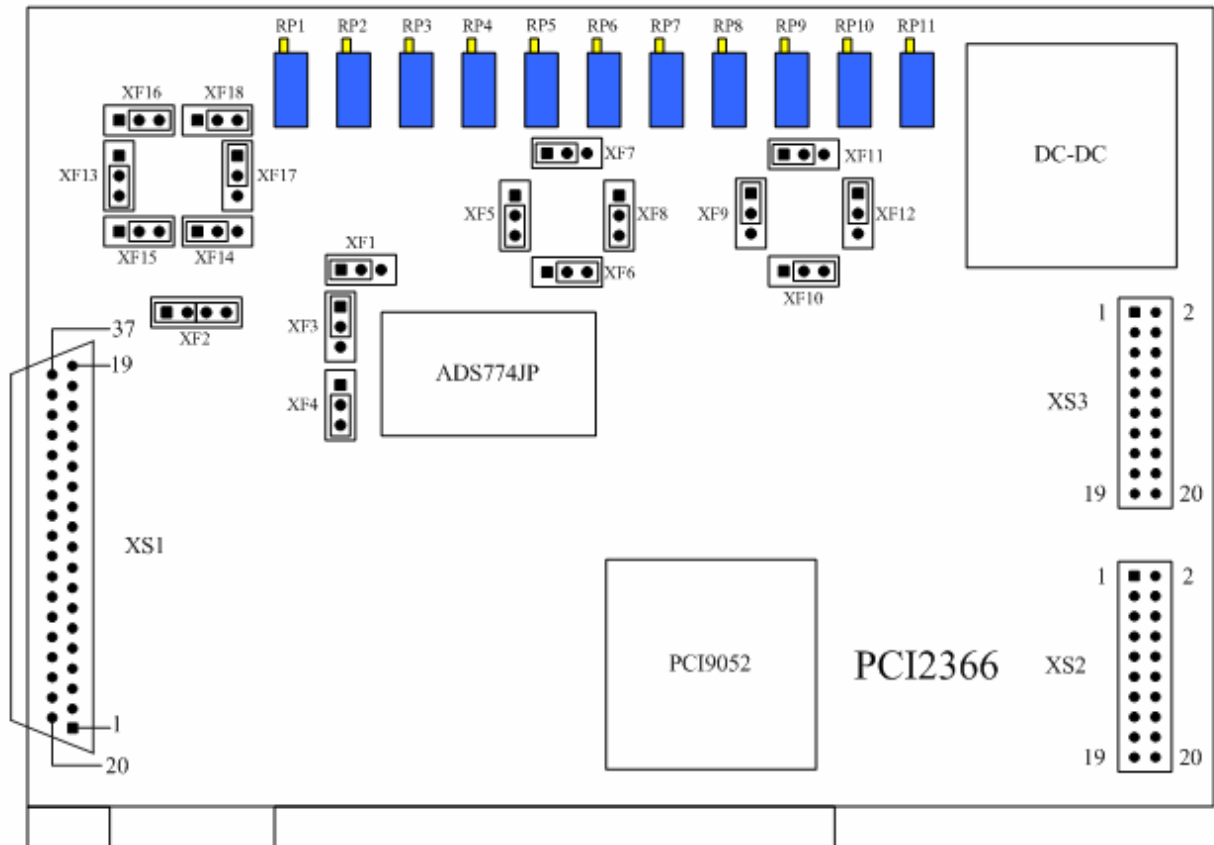 RP1 RP2 RP3 RP4 RP5 RP6 RP7 RP8 RP9 RP10 RP11
XF16 XF18
XF13 XF17
XF15 XF14
XF7
XF5 XF8
XF6
XF11
XF9 XF12
XF10
DC-DC
XF1
XF3
XF4
XF2
ADS774JP
37
19
XS1
1
20
1 2
XS3
19 20
PCI9052
PCI2366
1 2
XS2
19 20